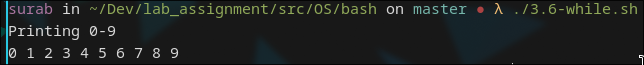 surab in ~/Dev/lab_assignment/src/OS/bash on master • λ ./3.6-while.sh
Printing 0-9
0 1 2 3 4 5 6 7 8 9